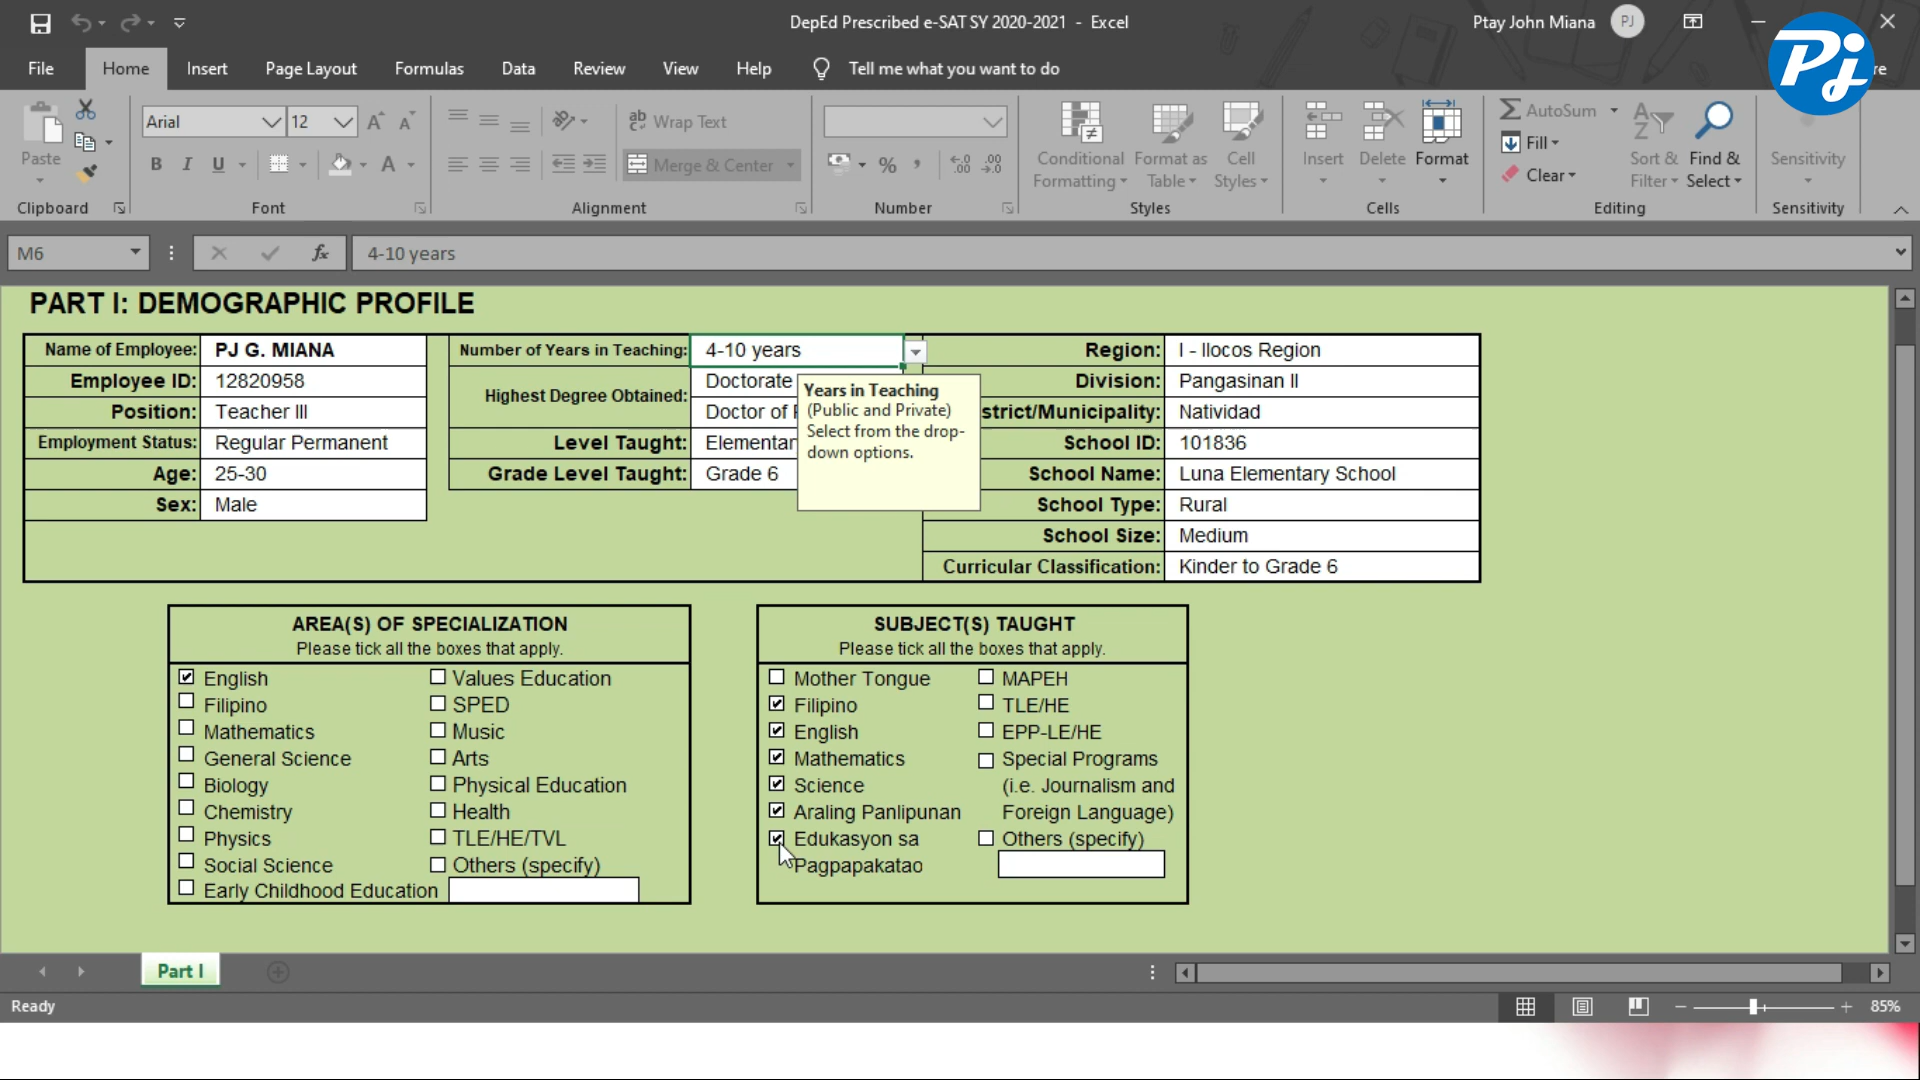 DepEd Prescribed e-SAT SY 2020-2021 - Excel
Ptay John Miana
PJ
Pj
File Home Insert Page Layout Formulas Data Review View Help Tell me what you want to do
re
Paste
Clipboard
Arial 12
B I U
Font
Wrap Text
Merge & Center
Alignment
% ,
Number
Conditional Formatting
Format as Table
Cell Styles
Styles
Insert Delete Format
Cells
AutoSum
Fill
Clear
Sort & Filter
Find & Select
Editing
Sensitivity
Sensitivity
M6
fx
4-10 years
PART I: DEMOGRAPHIC PROFILE
Name of Employee: PJ G. MIANA
Employee ID: 12820958
Position: Teacher III
Employment Status: Regular Permanent
Age: 25-30
Sex: Male
Number of Years in Teaching: 4-10 years
Highest Degree Obtained: Doctorate
Doctor of
Level Taught: Elementar
Grade Level Taught: Grade 6
Years in Teaching
(Public and Private)
Select from the drop-
down options.
Region: I - Ilocos Region
Division: Pangasinan II
strict/Municipality: Natividad
School ID: 101836
School Name: Luna Elementary School
School Type: Rural
School Size: Medium
Curricular Classification: Kinder to Grade 6
AREA(S) OF SPECIALIZATION
Please tick all the boxes that apply.
English
Filipino
Mathematics
General Science
Biology
Chemistry
Physics
Social Science
Early Childhood Education
Values Education
SPED
Music
Arts
Physical Education
Health
TLE/HE/TVL
Others (specify)
SUBJECT(S) TAUGHT
Please tick all the boxes that apply.
Mother Tongue
Filipino
English
Mathematics
Science
Araling Panlipunan
Edukasyon sa
Pagpapakatao
MAPEH
TLE/HE
EPP-LE/HE
Special Programs
(i.e. Journalism and
Foreign Language)
Others (specify)
Part I
Ready
85%